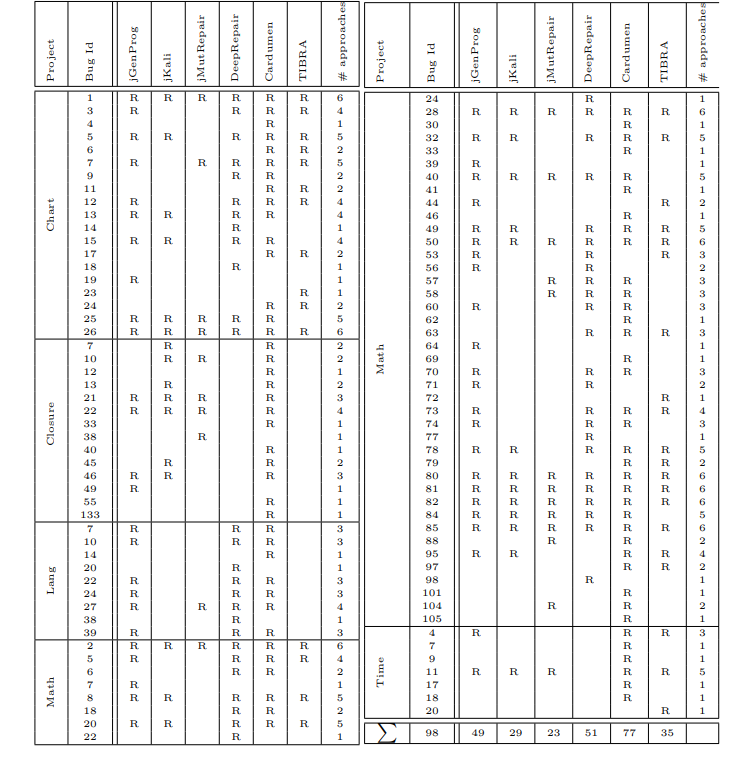 Project Bug Id jGenProg jKali jMutRepair DeepRepair Cardumen TIBRA # approaches
Chart
1 R R R R R R 6
3 R R R R 4
4 R 1
5 R R R R R 5
6 R R 2
7 R R R R R 5
9 R R 2
11 R R 2
12 R R R R 4
13 R R R R 4
14 R 1
15 R R R R 4
17 R R 2
18 R 1
19 R 1
23 R 1
24 R R 2
25 R R R R R 5
26 R R R R R R 6
Closure
7 R R 2
10 R R R 2
12 R 1
13 R R 2
21 R R R R 3
22 R R R R 4
33 R 1
38 R 1
40 R 1
45 R R 2
46 R R R 3
49 R 1
55 R 1
133 R 1
Lang
7 R R R 3
10 R R R 3
14 R 1
20 R 1
22 R R R 3
24 R R R 3
27 R R R R 4
38 R 1
39 R R R 3
Math
2 R R R R R R 6
5 R R R R 4
6 R R 2
7 R 1
8 R R R R R 5
18 R R 2
20 R R R R R 5
22 R 1
Project Bug Id jGenProg jKali jMutRepair DeepRepair Cardumen TIBRA # approaches
Math
24 R 1
28 R R R R R R 6
30 R 1
32 R R R R R 5
33 R 1
39 R 1
40 R R R R R 5
41 R 1
44 R R 2
46 R 1
49 R R R R R 5
50 R R R R R R 6
53 R R R 3
56 R R 2
57 R R R 3
58 R R R 3
60 R R R 3
62 R 1
63 R R R 3
64 R 1
69 R 1
70 R R R 3
71 R R 2
72 R 1
73 R R R R 4
74 R R R 3
77 R 1
78 R R R R R 5
79 R R 2
80 R R R R R R 6
81 R R R R R R 6
82 R R R R R R 6
84 R R R R R 5
85 R R R R R R 6
88 R R 2
95 R R R R 4
97 R R 2
98 R 1
101 R 1
104 R R 2
105 R 1
Time
4 R R R 3
7 R 1
9 R 1
11 R R R R R 5
17 R 1
18 R 1
20 R 1
∑ 98 49 29 23 51 77 35